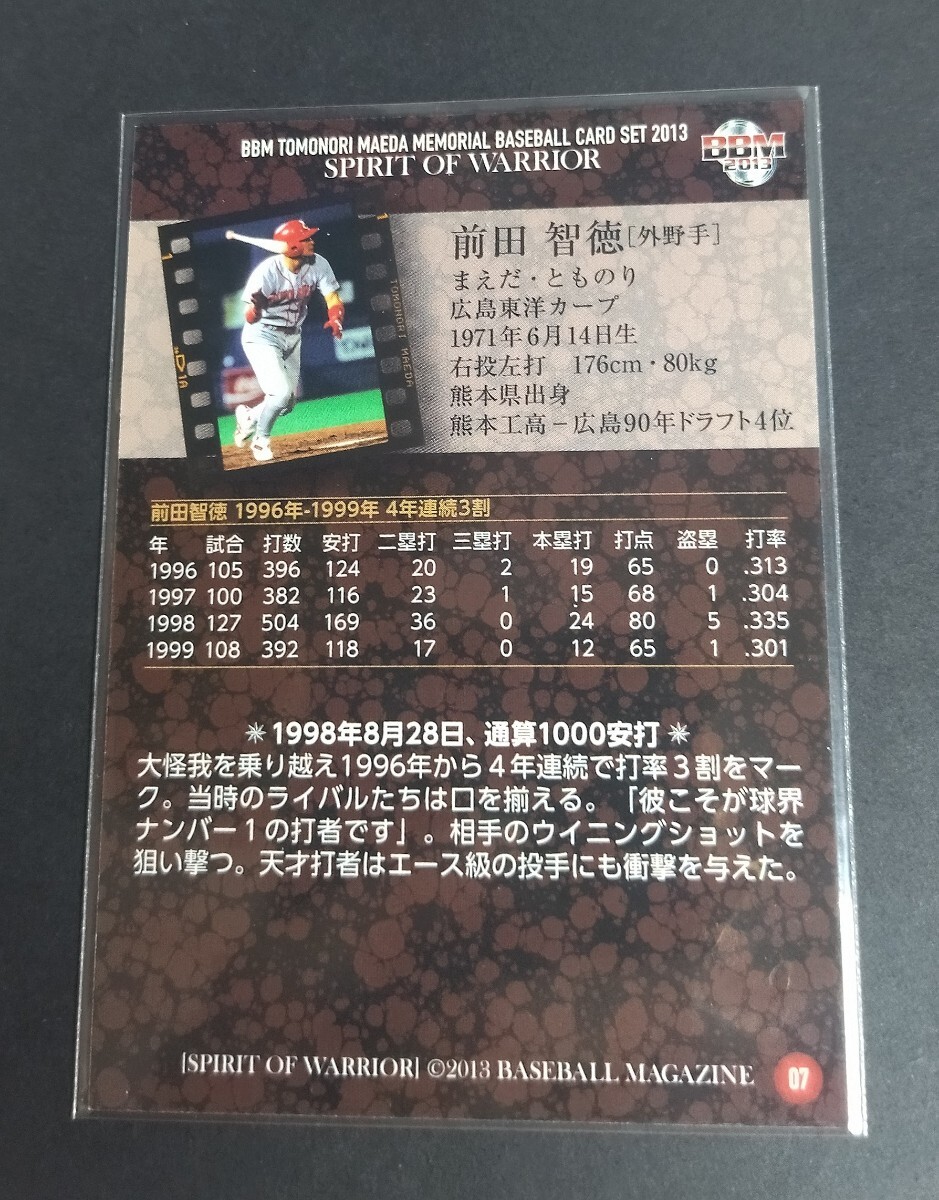 BBM TOMONORI MAEDA MEMORIAL BASEBALL CARD SET 2013
SPIRIT OF WARRIOR
BBM
2013
前田 智徳[外野手]
まえだ・とものり
広島東洋カープ
1971年6月14日生
右投左打 176cm・80kg
熊本県出身
熊本工高－広島90年ドラフト4位
TOMONORI MAEDA
前田智徳 1996年-1999年 4年連続3割
年 試合 打数 安打 二塁打 三塁打 本塁打 打点 盗塁 打率
1996 105 396 124 20 2 19 65 0 .313
1997 100 382 116 23 1 15 68 1 .304
1998 127 504 169 36 0 24 80 5 .335
1999 108 392 118 17 0 12 65 1 .301
✴1998年8月28日、通算1000安打✴
大怪我を乗り越え1996年から４年連続で打率３割をマー
ク。当時のライバルたちは口を揃える。「彼こそが球界
ナンバー１の打者です」。相手のウイニングショットを
狙い撃つ。天才打者はエース級の投手にも衝撃を与えた。
[SPIRIT OF WARRIOR] ©2013 BASEBALL MAGAZINE
07